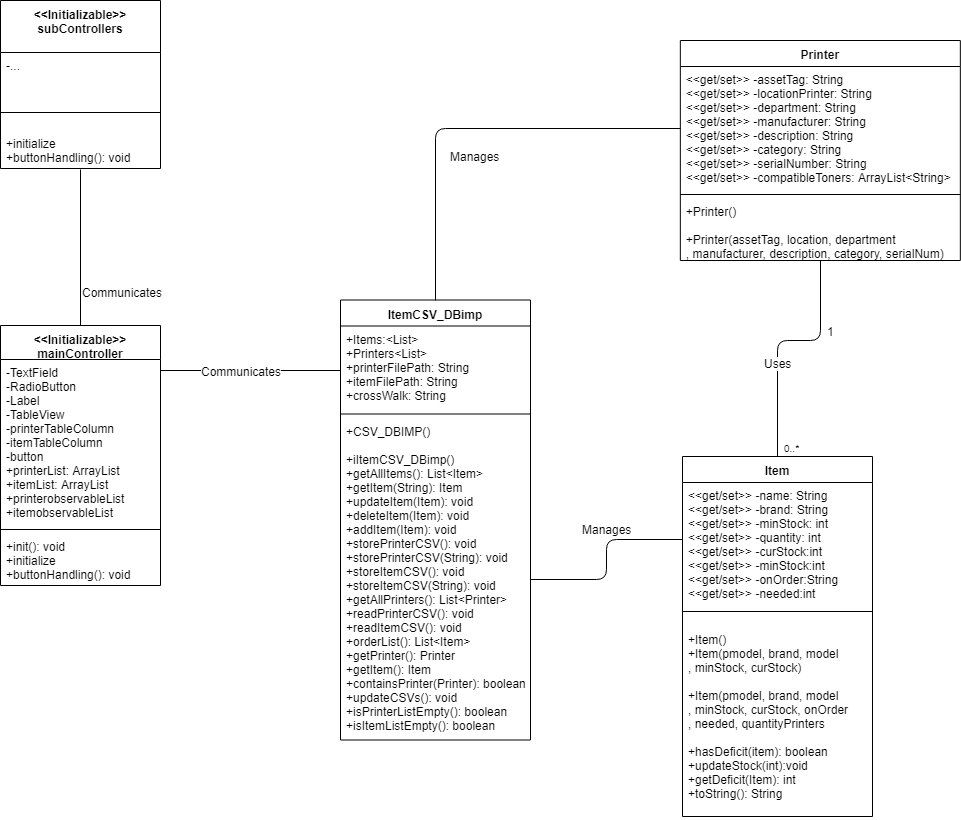 <<Initializable>>
subControllers
-...
+initialize
+buttonHandling(): void
Communicates
<<Initializable>>
mainController
-TextField
-RadioButton
-Label
-TableView
-printerTableColumn
-itemTableColumn
-button
+printerList: ArrayList
+itemList: ArrayList
+printerobservableList
+itemobservableList
+init(): void
+initialize
+buttonHandling(): void
Communicates
ItemCSV_DBimp
+Items:<List>
+Printers<List>
+printerFilePath: String
+itemFilePath: String
+crossWalk: String
+CSV_DBIMP()
+iItemCSV_DBimp()
+getAllItems(): List<Item>
+getItem(String): Item
+updateItem(Item): void
+deleteItem(Item): void
+addItem(Item): void
+storePrinterCSV(): void
+storePrinterCSV(String): void
+storeItemCSV(): void
+storeItemCSV(String): void
+getAllPrinters(): List<Printer>
+readPrinterCSV(): void
+readItemCSV(): void
+orderList(): List<Item>
+getPrinter(): Printer
+getItem(): Item
+containsPrinter(Printer): boolean
+updateCSVs(): void
+isPrinterListEmpty(): boolean
+isItemListEmpty(): boolean
Manages
Manages
Printer
<<get/set>> -assetTag: String
<<get/set>> -locationPrinter: String
<<get/set>> -department: String
<<get/set>> -manufacturer: String
<<get/set>> -description: String
<<get/set>> -category: String
<<get/set>> -serialNumber: String
<<get/set>> -compatibleToners: ArrayList<String>
+Printer()
+Printer(assetTag, location, department
, manufacturer, description, category, serialNum)
1
Uses
0..*
Item
<<get/set>> -name: String
<<get/set>> -brand: String
<<get/set>> -minStock: int
<<get/set>> -quantity: int
<<get/set>> -curStock:int
<<get/set>> -minStock:int
<<get/set>> -onOrder:String
<<get/set>> -needed:int
+Item()
+Item(pmodel, brand, model
, minStock, curStock)
+Item(pmodel, brand, model
, minStock, curStock, onOrder
, needed, quantityPrinters
+hasDeficit(item): boolean
+updateStock(int):void
+getDeficit(Item): int
+toString(): String